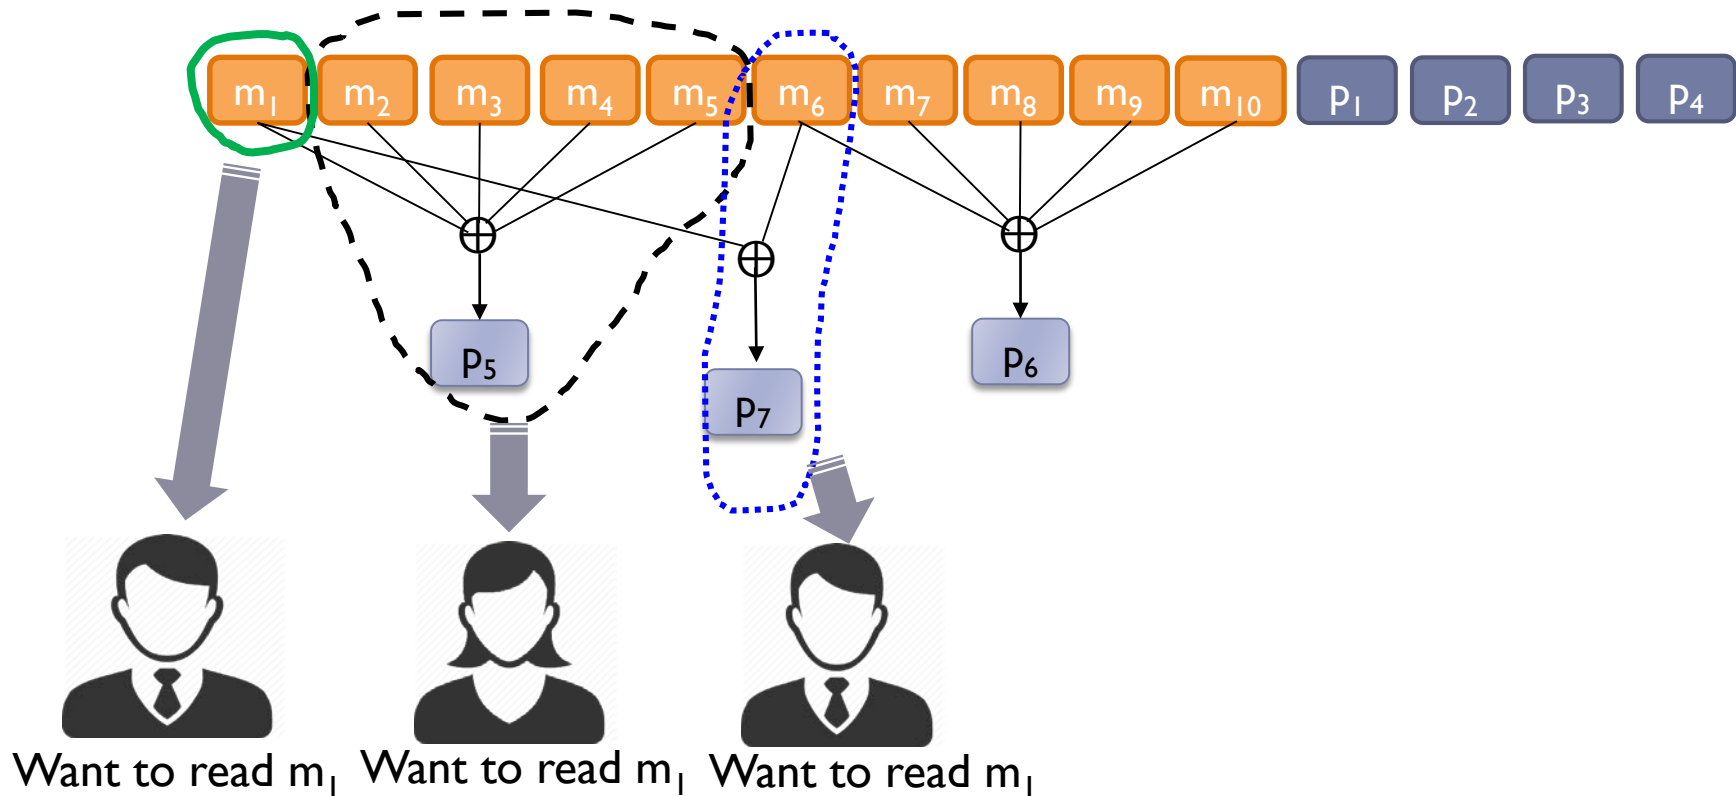 m₁ m₂ m₃ m₄ m₅ m₆ m₇ m₈ m₉ m₁₀ p₁ p₂ p₃ p₄
p₅ p₇ p₆
Want to read m₁ Want to read m₁ Want to read m₁